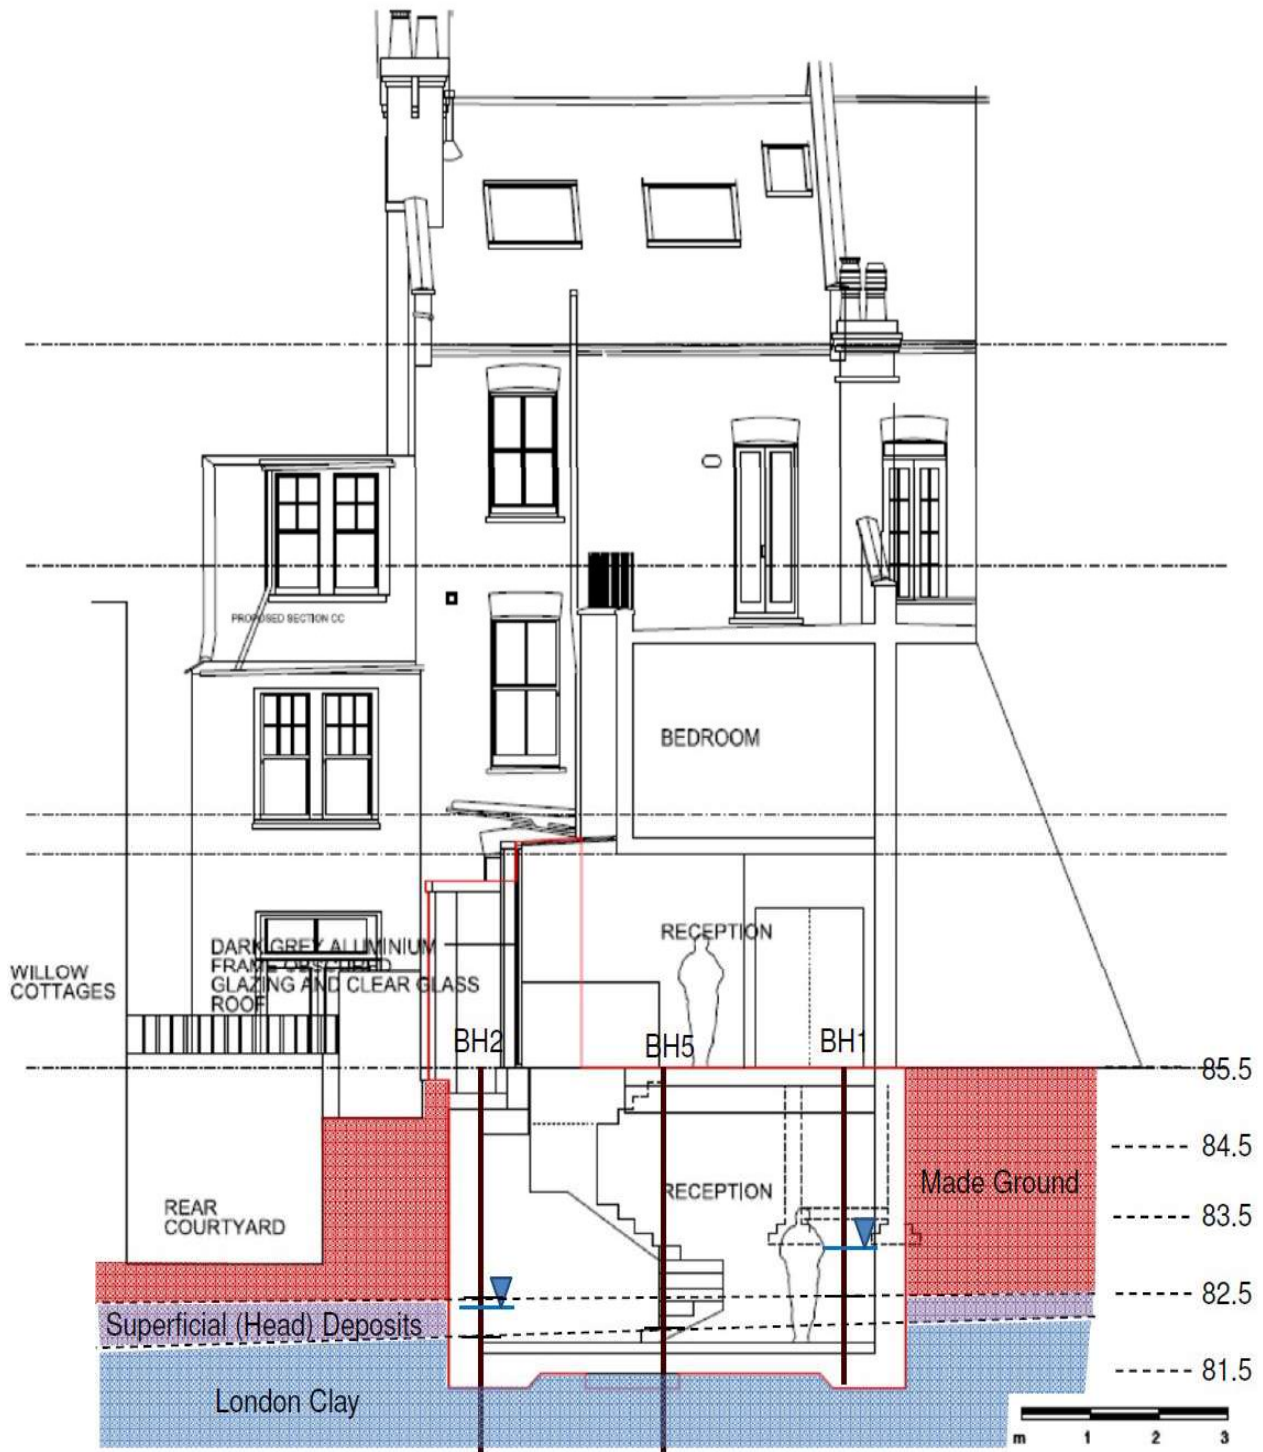 PROPOSED SECTION CC
BEDROOM
RECEPTION
DARK GREY ALUMINIUM
FRAME OBSCURED
GLAZING AND CLEAR GLASS
ROOF
WILLOW
COTTAGES
BH2
BH5
BH1
85.5
84.5
Made Ground
RECEPTION
REAR
COURTYARD
83.5
82.5
Superficial (Head) Deposits
81.5
London Clay
m 1 2 3